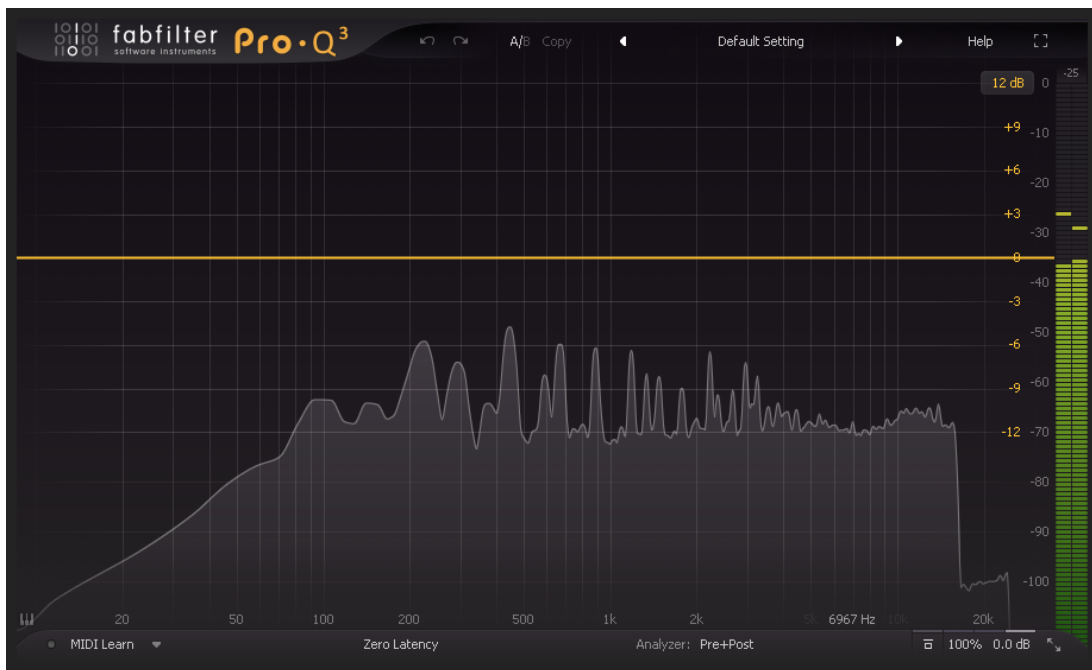 fabfilter Pro·Q³
software instruments
A/B Copy Default Setting Help
-25
12 dB 0
+9 -10
+6 -20
+3 -30
0 -40
-3 -50
-6 -60
-9 -70
-12 -80
-90
-100
20 50 100 200 500 1k 2k 5k 6967 Hz 10k 20k
MIDI Learn Zero Latency Analyzer: Pre+Post 100% 0.0 dB